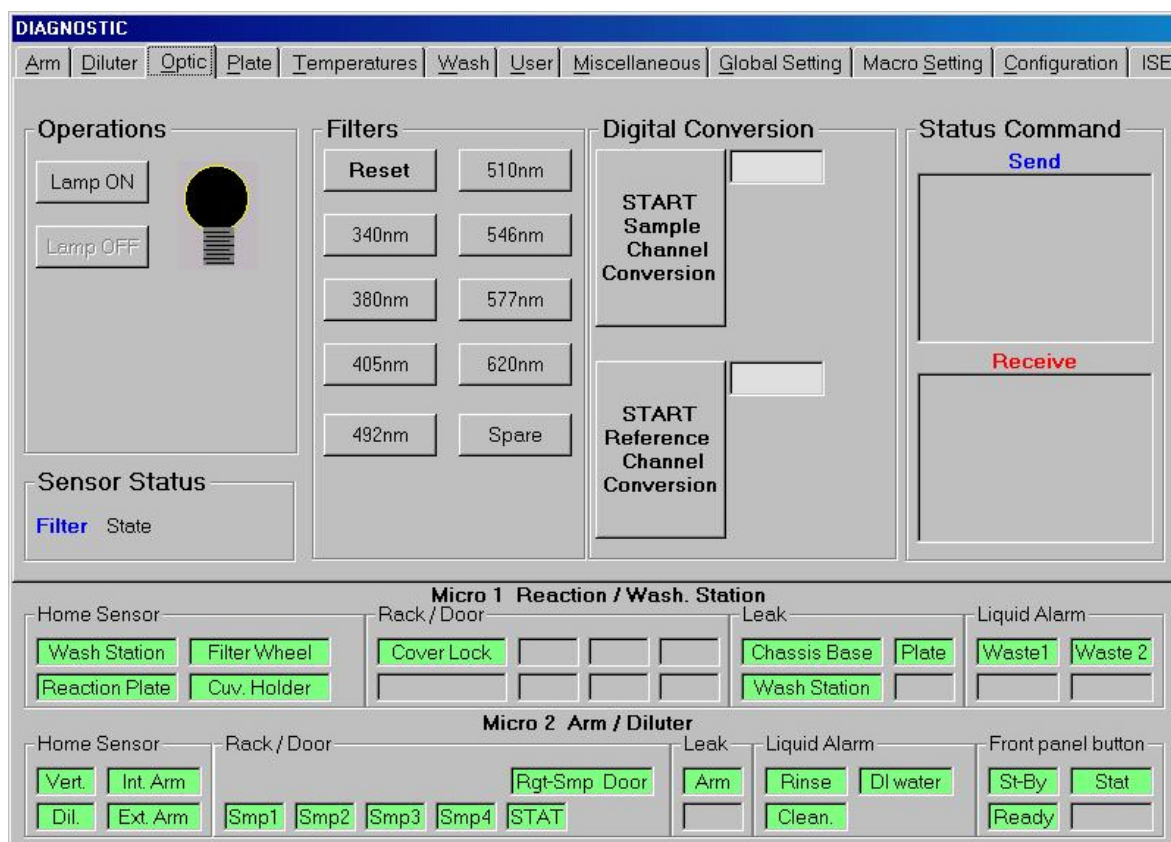 DIAGNOSTIC
Arm Diluter Optic Plate Temperatures Wash User Miscellaneous Global Setting Macro Setting Configuration ISE
Operations
Lamp ON
Lamp OFF
Sensor Status
Filter State
Filters
Reset 510nm
340nm 546nm
380nm 577nm
405nm 620nm
492nm Spare
Digital Conversion
START
Sample
Channel
Conversion
START
Reference
Channel
Conversion
Status Command
Send
Receive
Micro 1 Reaction / Wash. Station
Home Sensor
Wash Station Filter Wheel
Reaction Plate Cuv. Holder
Rack / Door
Cover Lock
Leak
Chassis Base Plate
Wash Station
Liquid Alarm
Waste1 Waste 2
Micro 2 Arm / Diluter
Home Sensor
Vert. Int. Arm
Dil. Ext. Arm
Rack / Door
Rgt-Smp Door
Smp1 Smp2 Smp3 Smp4 STAT
Leak
Arm
Liquid Alarm
Rinse DI water
Clean.
Front panel button
St-By Stat
Ready